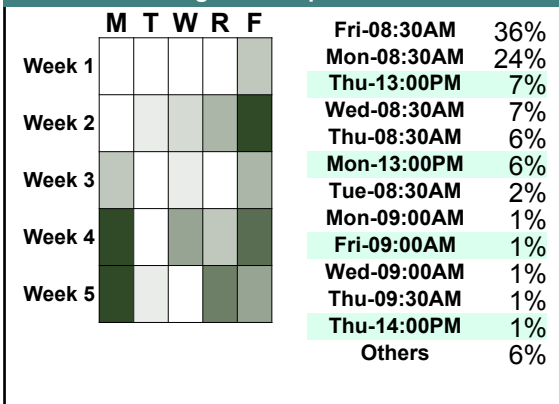 M T W R F
Week 1
Week 2
Week 3
Week 4
Week 5
Fri-08:30AM 36%
Mon-08:30AM 24%
Thu-13:00PM 7%
Wed-08:30AM 7%
Thu-08:30AM 6%
Mon-13:00PM 6%
Tue-08:30AM 2%
Mon-09:00AM 1%
Fri-09:00AM 1%
Wed-09:00AM 1%
Thu-09:30AM 1%
Thu-14:00PM 1%
Others 6%